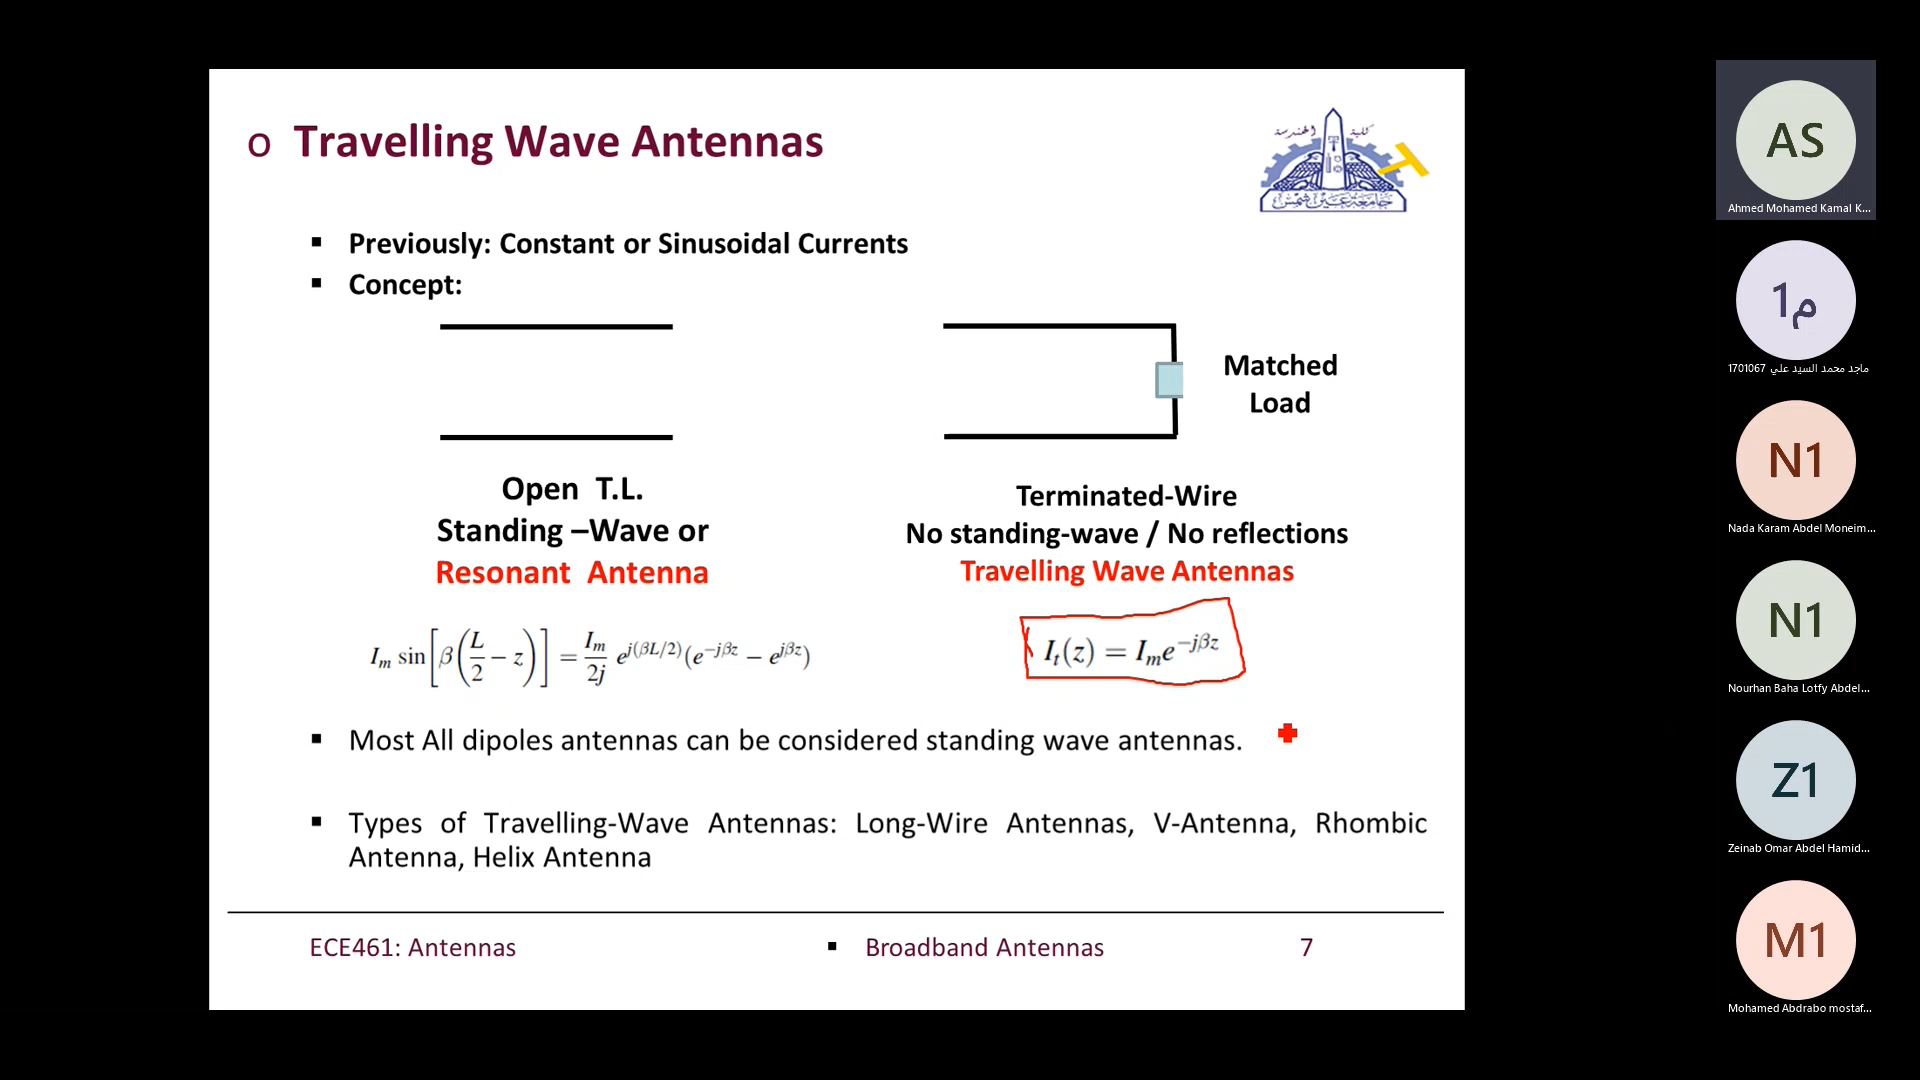 o Travelling Wave Antennas
كلية الهندسة
جامعة عين شمس
▪ Previously: Constant or Sinusoidal Currents
▪ Concept:
Matched
Load
Open T.L.
Standing –Wave or
Resonant Antenna
Terminated-Wire
No standing-wave / No reflections
Travelling Wave Antennas
I_m sin[β(L/2 − z)] = I_m/2j e^{j(βL/2)}(e^{−jβz} − e^{jβz})
I_t(z) = I_m e^{−jβz}
▪ Most All dipoles antennas can be considered standing wave antennas.
▪ Types of Travelling-Wave Antennas: Long-Wire Antennas, V-Antenna, Rhombic
Antenna, Helix Antenna
ECE461: Antennas ▪ Broadband Antennas 7
AS
Ahmed Mohamed Kamal K...
م1
ماجد محمد السيد علي 1701067
N1
Nada Karam Abdel Moneim...
N1
Nourhan Baha Lotfy Abdel...
Z1
Zeinab Omar Abdel Hamid...
M1
Mohamed Abdrabo mostaf...